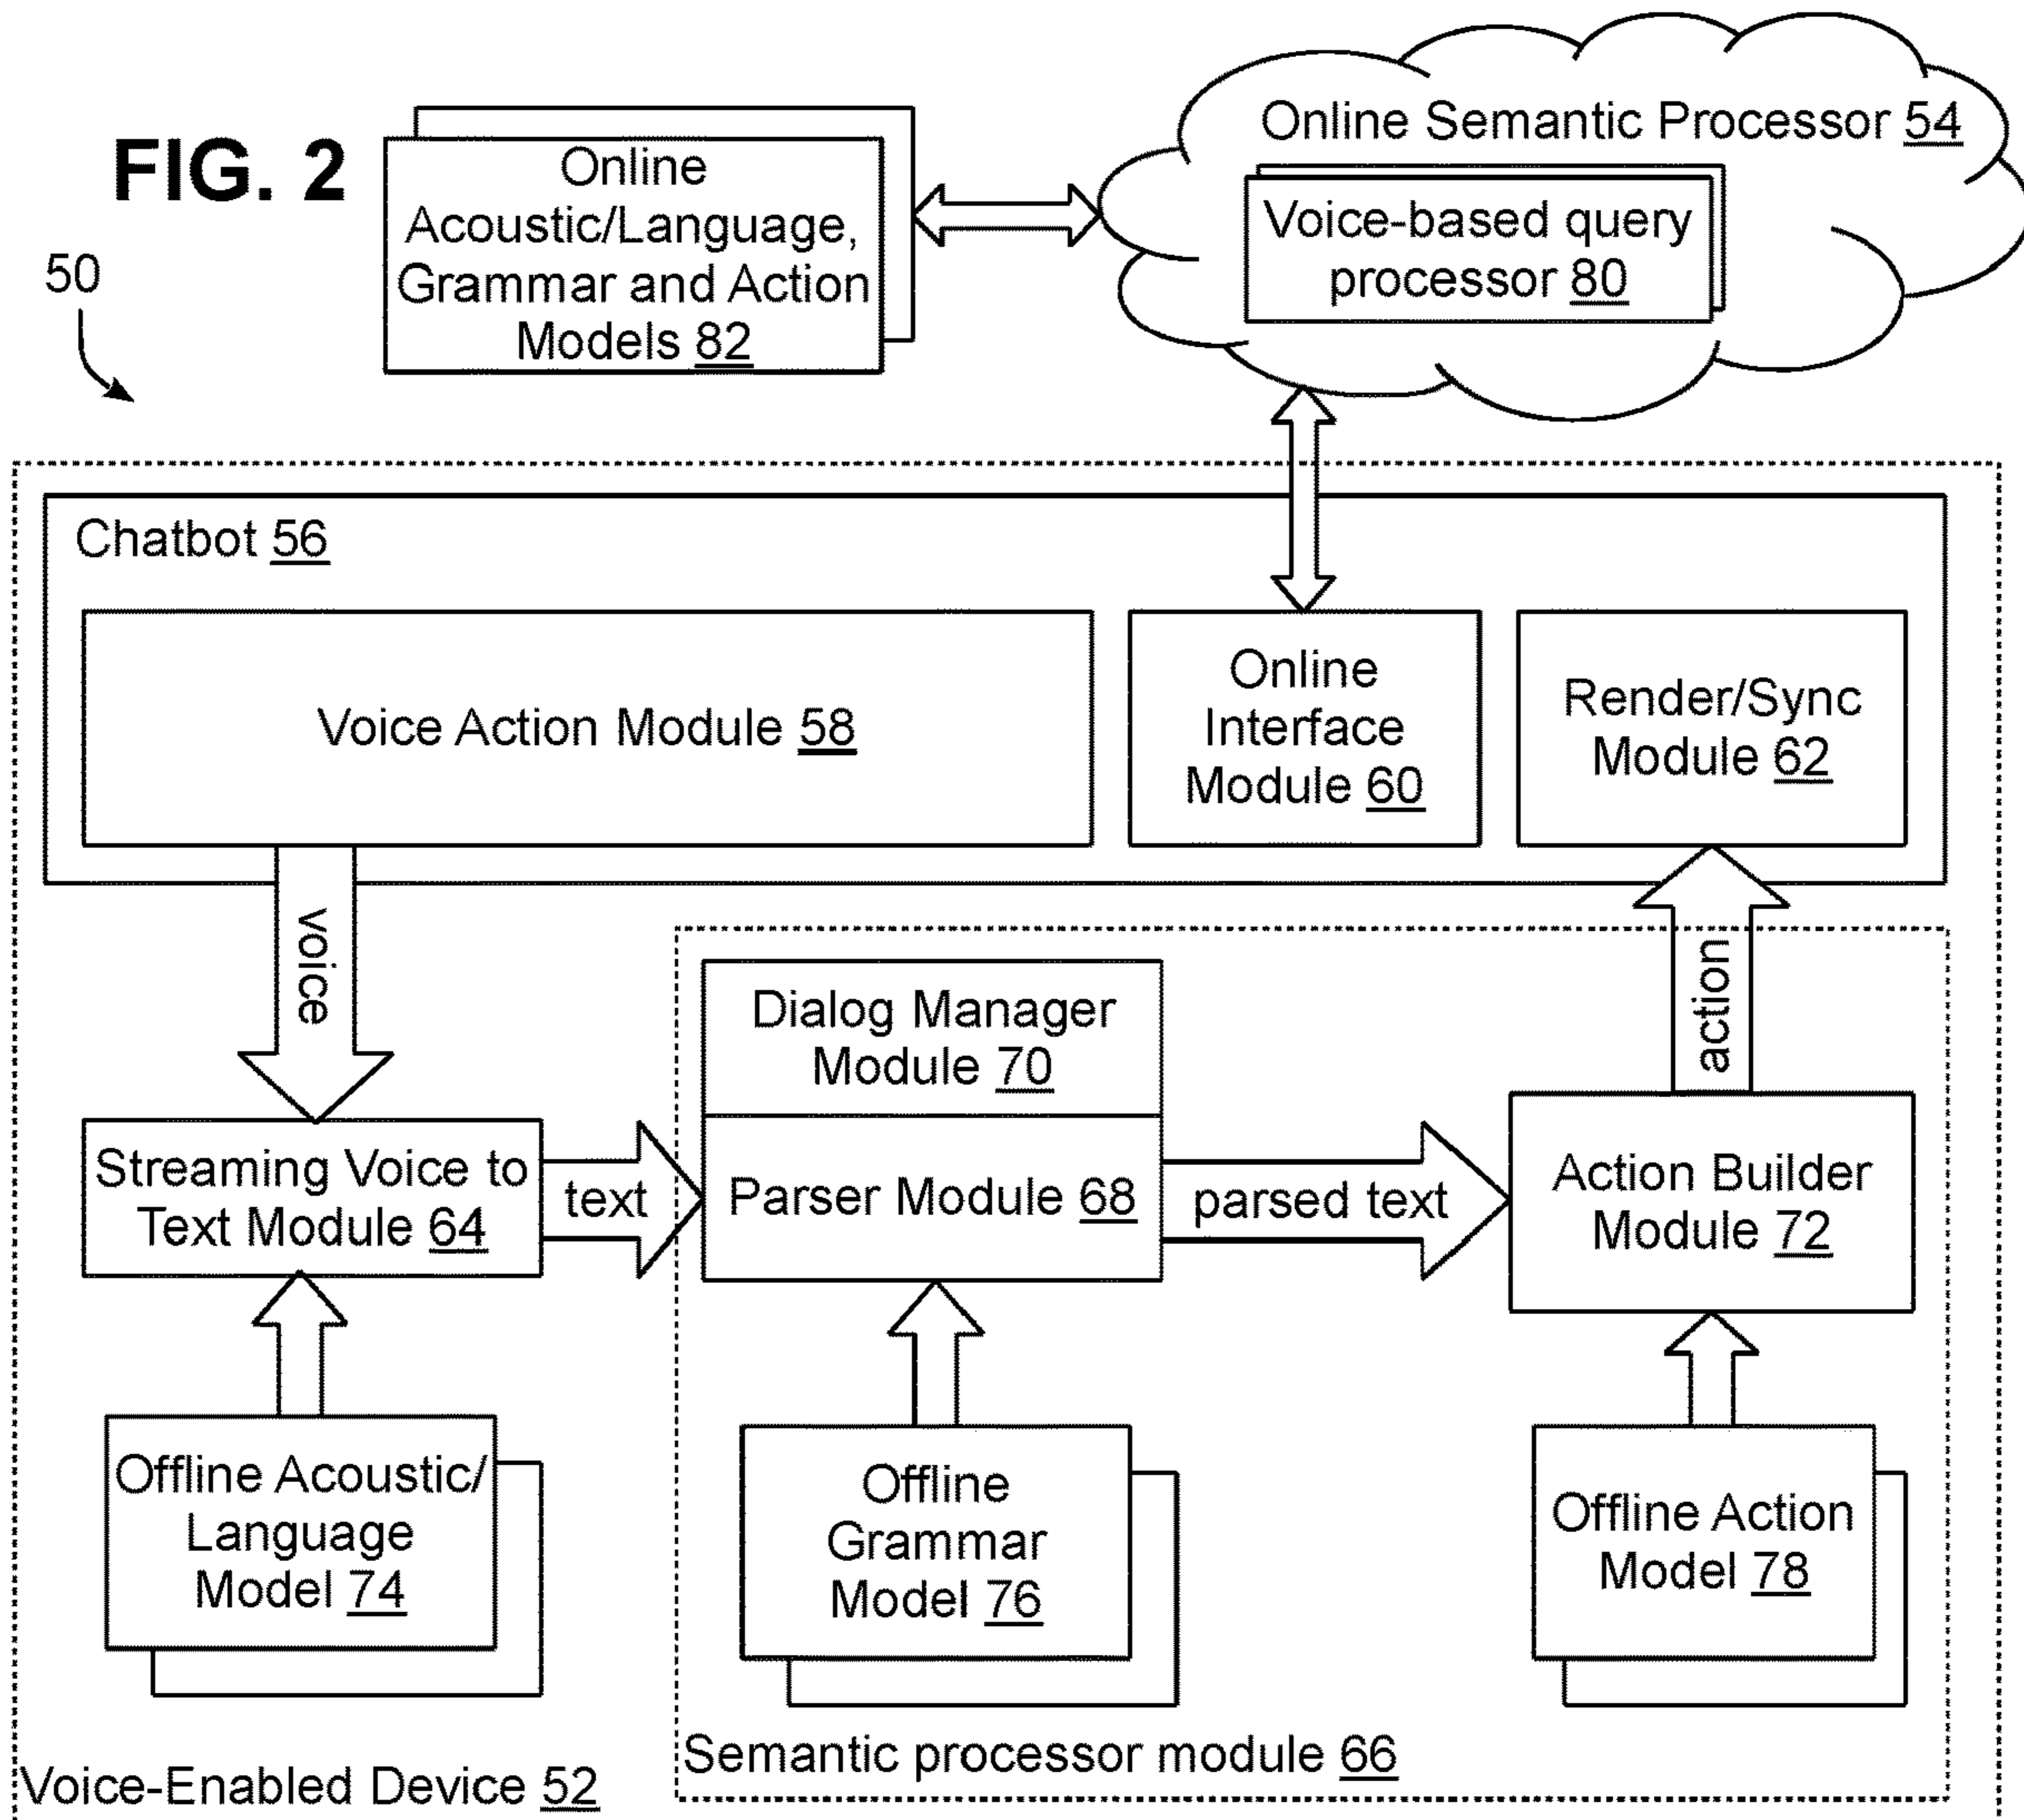 FIG. 2
50
Online
Acoustic/Language,
Grammar and Action
Models 82
Online Semantic Processor 54
Voice-based query
processor 80
Chatbot 56
Voice Action Module 58
Online
Interface
Module 60
Render/Sync
Module 62
voice
action
Dialog Manager
Module 70
Streaming Voice to
Text Module 64
text
Parser Module 68
parsed text
Action Builder
Module 72
Offline Acoustic/
Language
Model 74
Offline
Grammar
Model 76
Offline Action
Model 78
Semantic processor module 66
Voice-Enabled Device 52